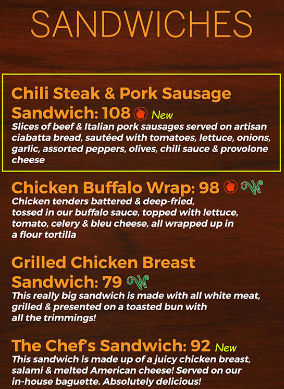 SANDWICHES
Chili Steak & Pork Sausage
Sandwich: 108 New
Slices of beef & Italian pork sausages served on artisan
ciabatta bread, sautéed with tomatoes, lettuce, onions,
garlic, assorted peppers, olives, chili sauce & provolone
cheese
Chicken Buffalo Wrap: 98
Chicken tenders battered & deep-fried,
tossed in our buffalo sauce, topped with lettuce,
tomato, celery & bleu cheese, all wrapped up in
a flour tortilla
Grilled Chicken Breast
Sandwich: 79
This really big sandwich is made with all white meat,
grilled & presented on a toasted bun with
all the trimmings!
The Chef's Sandwich: 92 New
This sandwich is made up of a juicy chicken breast,
salami & melted American cheese! Served on our
in-house baguette. Absolutely delicious!